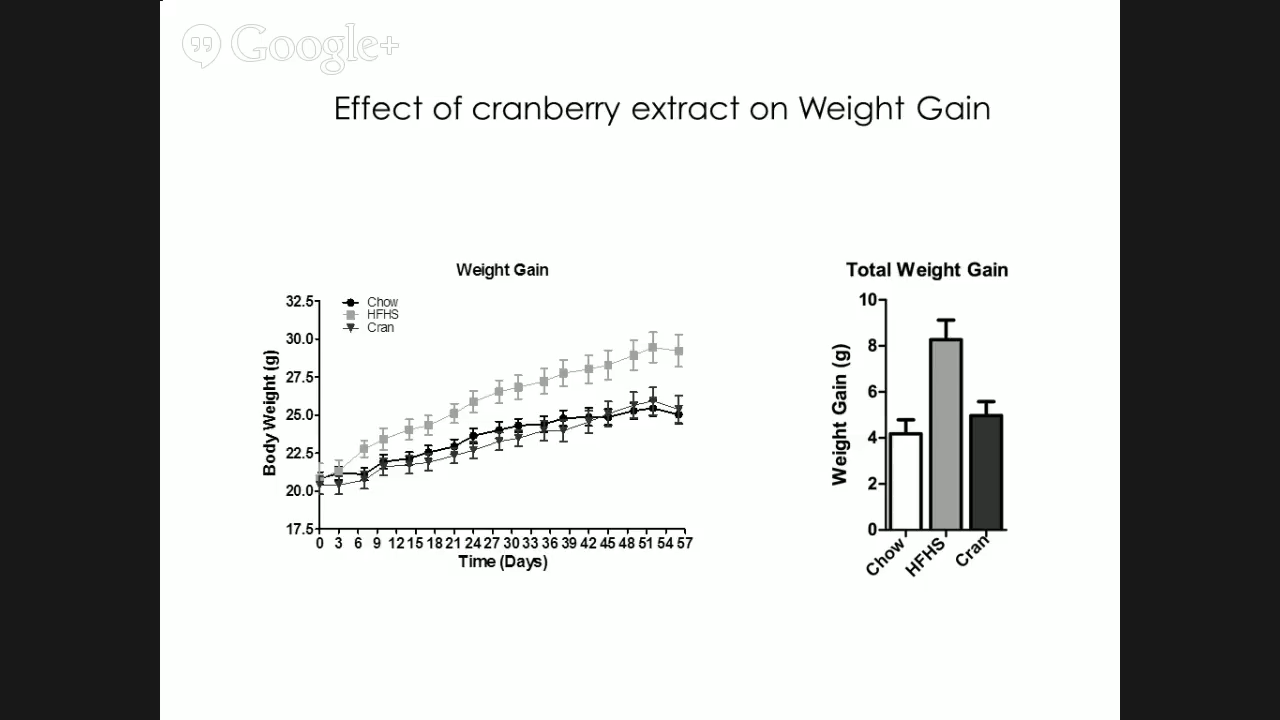 Google+
Effect of cranberry extract on Weight Gain
Weight Gain
Chow
HFHS
Cran
32.5
30.0
27.5
25.0
22.5
20.0
17.5
Body Weight (g)
0 3 6 9 12 15 18 21 24 27 30 33 36 39 42 45 48 51 54 57
Time (Days)
Total Weight Gain
10
8
6
4
2
0
Weight Gain (g)
Chow HFHS Cran